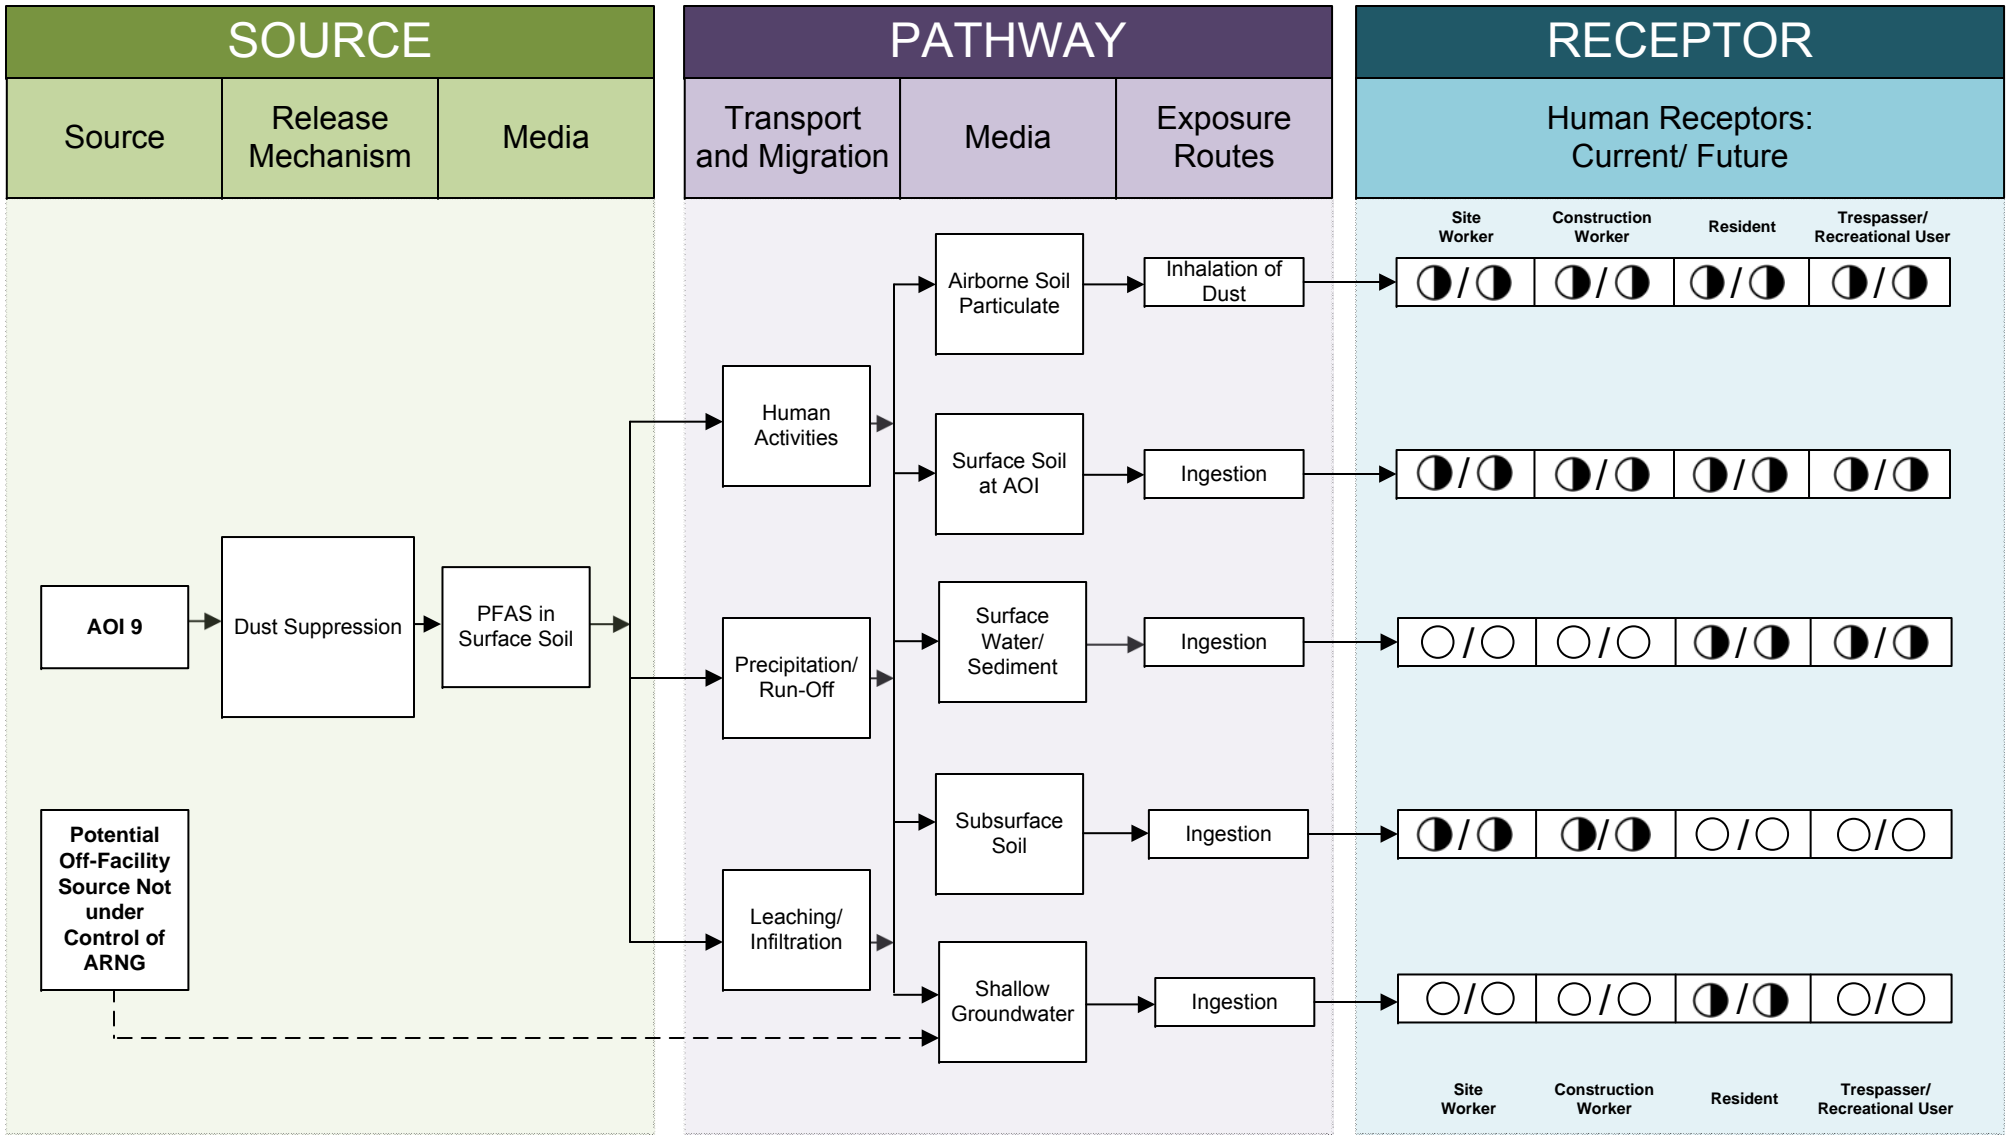 SOURCE
PATHWAY
RECEPTOR
Source
Release
Mechanism
Media
Transport
and Migration
Media
Exposure
Routes
Human Receptors:
Current/ Future
Site
Worker
Construction
Worker
Resident
Trespasser/
Recreational User
Airborne Soil
Particulate
Inhalation of
Dust
/
/
/
/
Human
Activities
Surface Soil
at AOI
Ingestion
/
/
/
/
AOI 9
Dust Suppression
PFAS in
Surface Soil
Precipitation/
Run-Off
Surface
Water/
Sediment
Ingestion
/
/
/
/
Potential
Off-Facility
Source Not
under
Control of
ARNG
Subsurface
Soil
Ingestion
/
/
/
/
Leaching/
Infiltration
Shallow
Groundwater
Ingestion
/
/
/
/
Site
Worker
Construction
Worker
Resident
Trespasser/
Recreational User